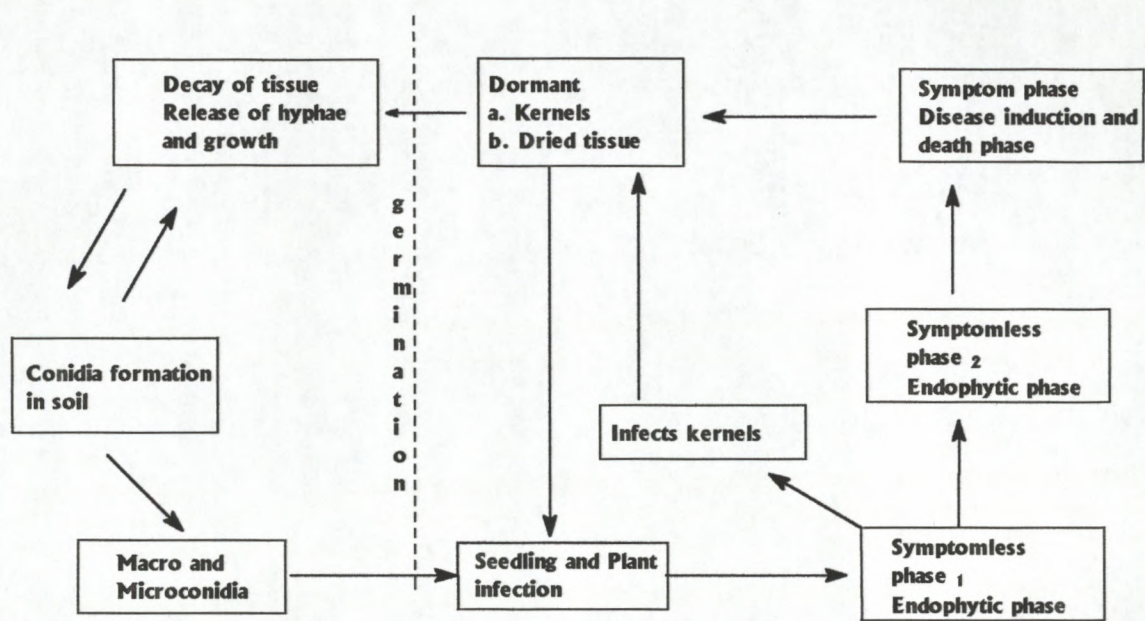 Decay of tissue
Release of hyphae
and growth
Dormant
a. Kernels
b. Dried tissue
Symptom phase
Disease induction and
death phase
germination
Conidia formation
in soil
Symptomless
phase 2
Endophytic phase
Infects kernels
Macro and
Microconidia
Seedling and Plant
infection
Symptomless
phase 1
Endophytic phase